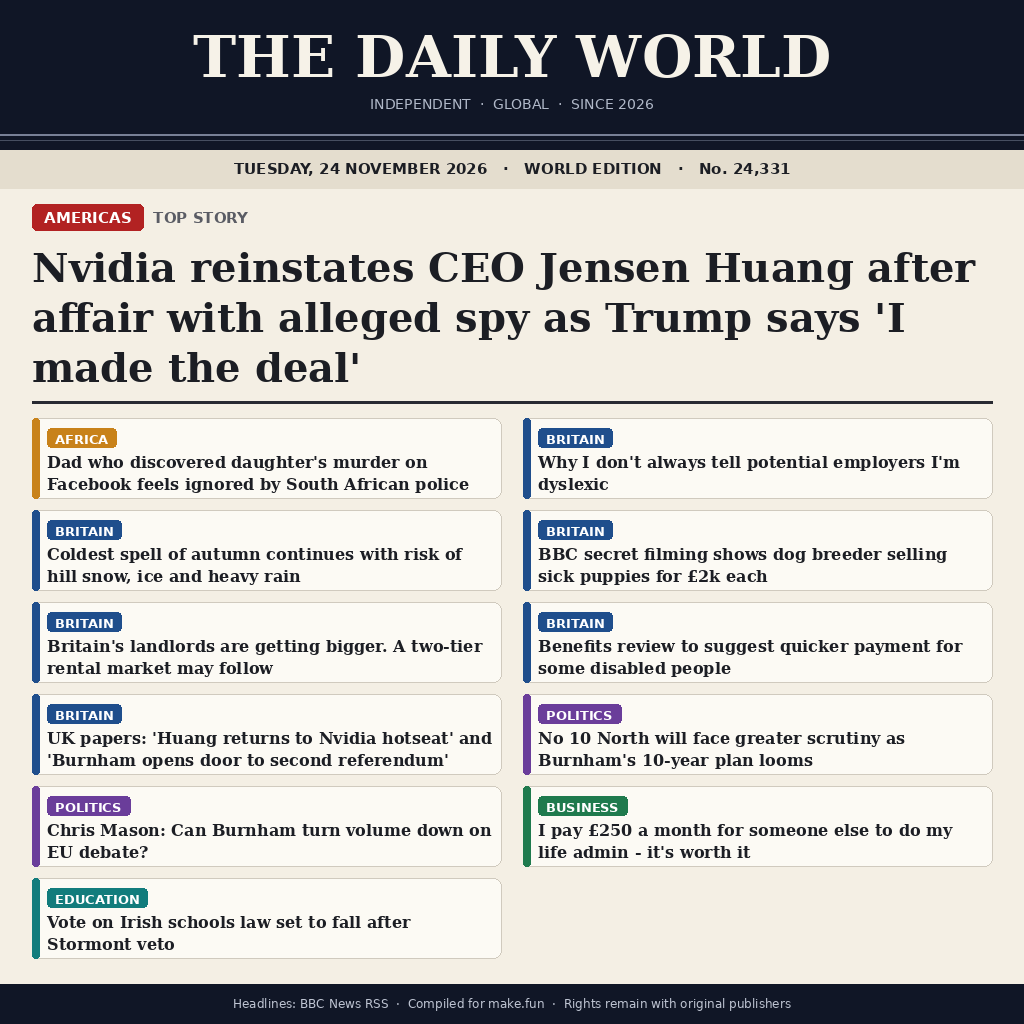 THE DAILY WORLD
INDEPENDENT · GLOBAL · SINCE 2026
TUESDAY, 24 NOVEMBER 2026 · WORLD EDITION · No. 24,331
AMERICAS TOP STORY
Nvidia reinstates CEO Jensen Huang after
affair with alleged spy as Trump says 'I
made the deal'
AFRICA
Dad who discovered daughter's murder on
Facebook feels ignored by South African police
BRITAIN
Why I don't always tell potential employers I'm
dyslexic
BRITAIN
Coldest spell of autumn continues with risk of
hill snow, ice and heavy rain
BRITAIN
BBC secret filming shows dog breeder selling
sick puppies for £2k each
BRITAIN
Britain's landlords are getting bigger. A two-tier
rental market may follow
BRITAIN
Benefits review to suggest quicker payment for
some disabled people
BRITAIN
UK papers: 'Huang returns to Nvidia hotseat' and
'Burnham opens door to second referendum'
POLITICS
No 10 North will face greater scrutiny as
Burnham's 10-year plan looms
POLITICS
Chris Mason: Can Burnham turn volume down on
EU debate?
BUSINESS
I pay £250 a month for someone else to do my
life admin - it's worth it
EDUCATION
Vote on Irish schools law set to fall after
Stormont veto
Headlines: BBC News RSS · Compiled for make.fun · Rights remain with original publishers